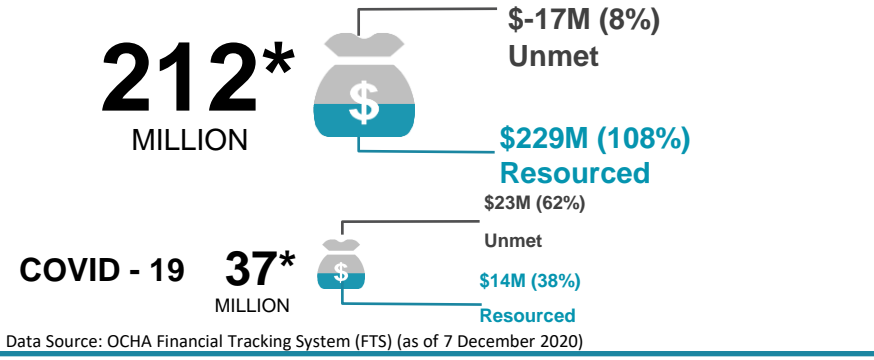 212*
MILLION
$
$-17M (8%)
Unmet
$229M (108%)
Resourced
COVID - 19
37*
MILLION
$
$23M (62%)
Unmet
$14M (38%)
Resourced
Data Source: OCHA Financial Tracking System (FTS) (as of 7 December 2020)